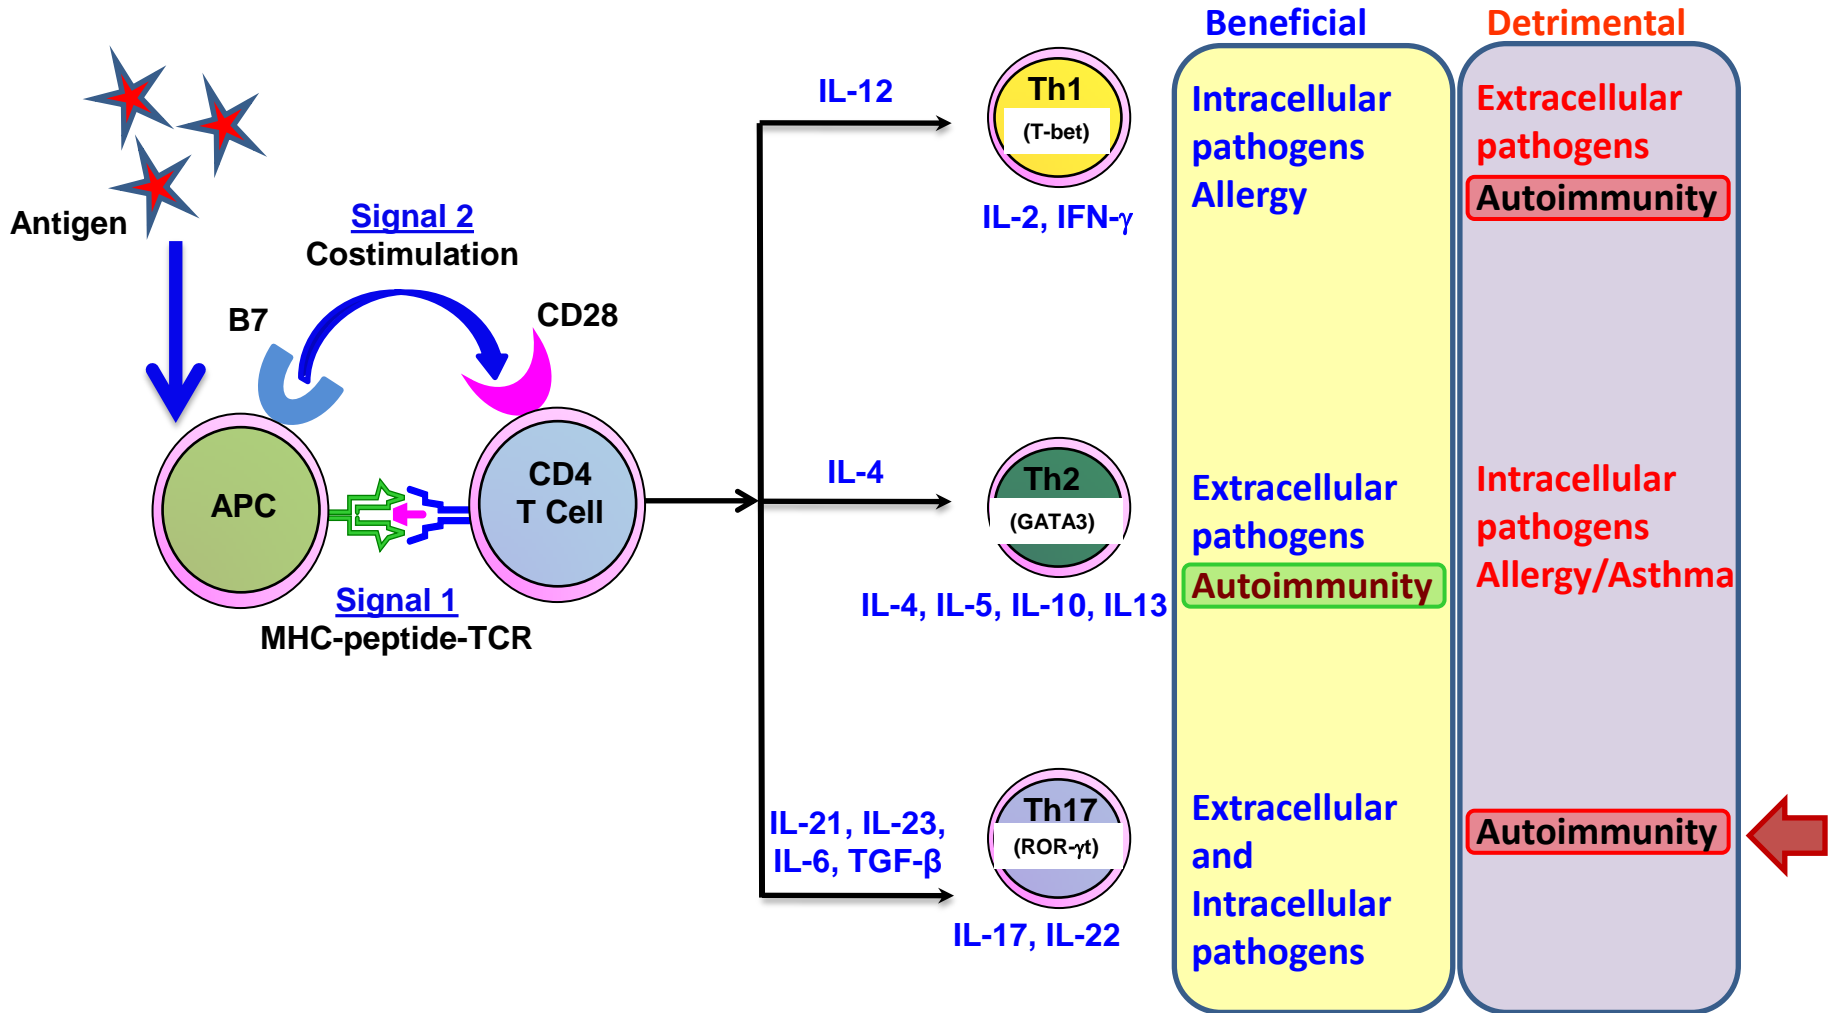 Beneficial
Detrimental
Antigen
Signal 2
Costimulation
B7
CD28
APC
CD4
T Cell
Signal 1
MHC-peptide-TCR
IL-12
Th1
(T-bet)
IL-2, IFN-γ
Intracellular
pathogens
Allergy
Extracellular
pathogens
Autoimmunity
IL-4
Th2
(GATA3)
IL-4, IL-5, IL-10, IL13
Extracellular
pathogens
Autoimmunity
Intracellular
pathogens
Allergy/Asthma
IL-21, IL-23,
IL-6, TGF-β
Th17
(ROR-γt)
IL-17, IL-22
Extracellular
and
Intracellular
pathogens
Autoimmunity